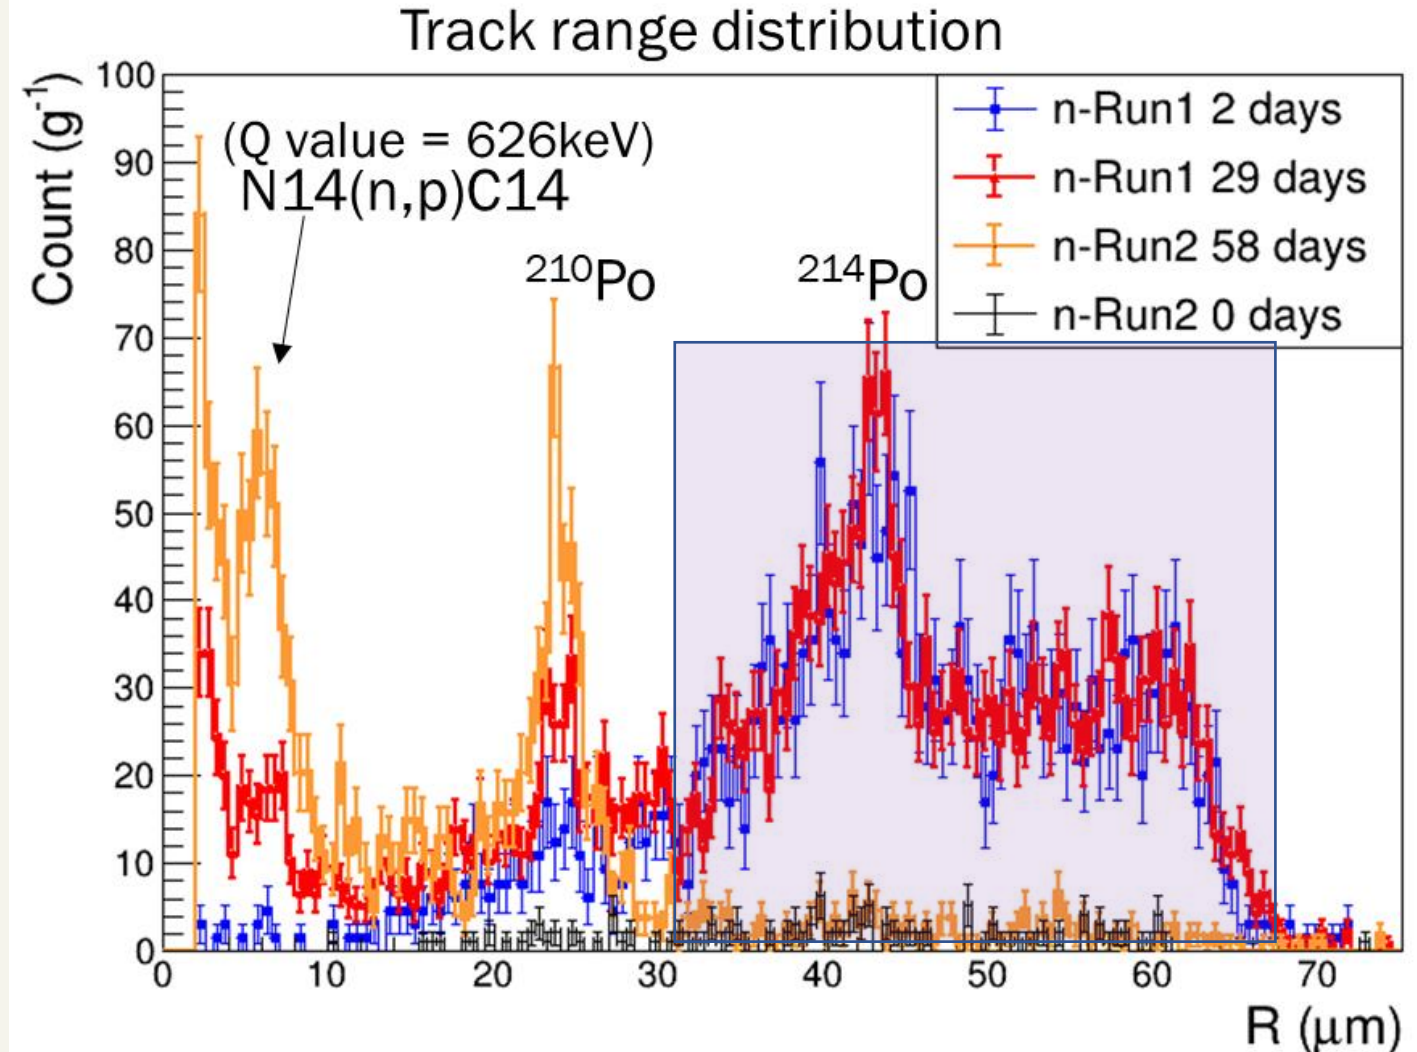 Track range distribution
Count (g⁻¹)
100
90
80
70
60
50
40
30
20
10
0
(Q value = 626keV)
N14(n,p)C14
²¹⁰Po
²¹⁴Po
n-Run1 2 days
n-Run1 29 days
n-Run2 58 days
n-Run2 0 days
0 10 20 30 40 50 60 70
R (μm)